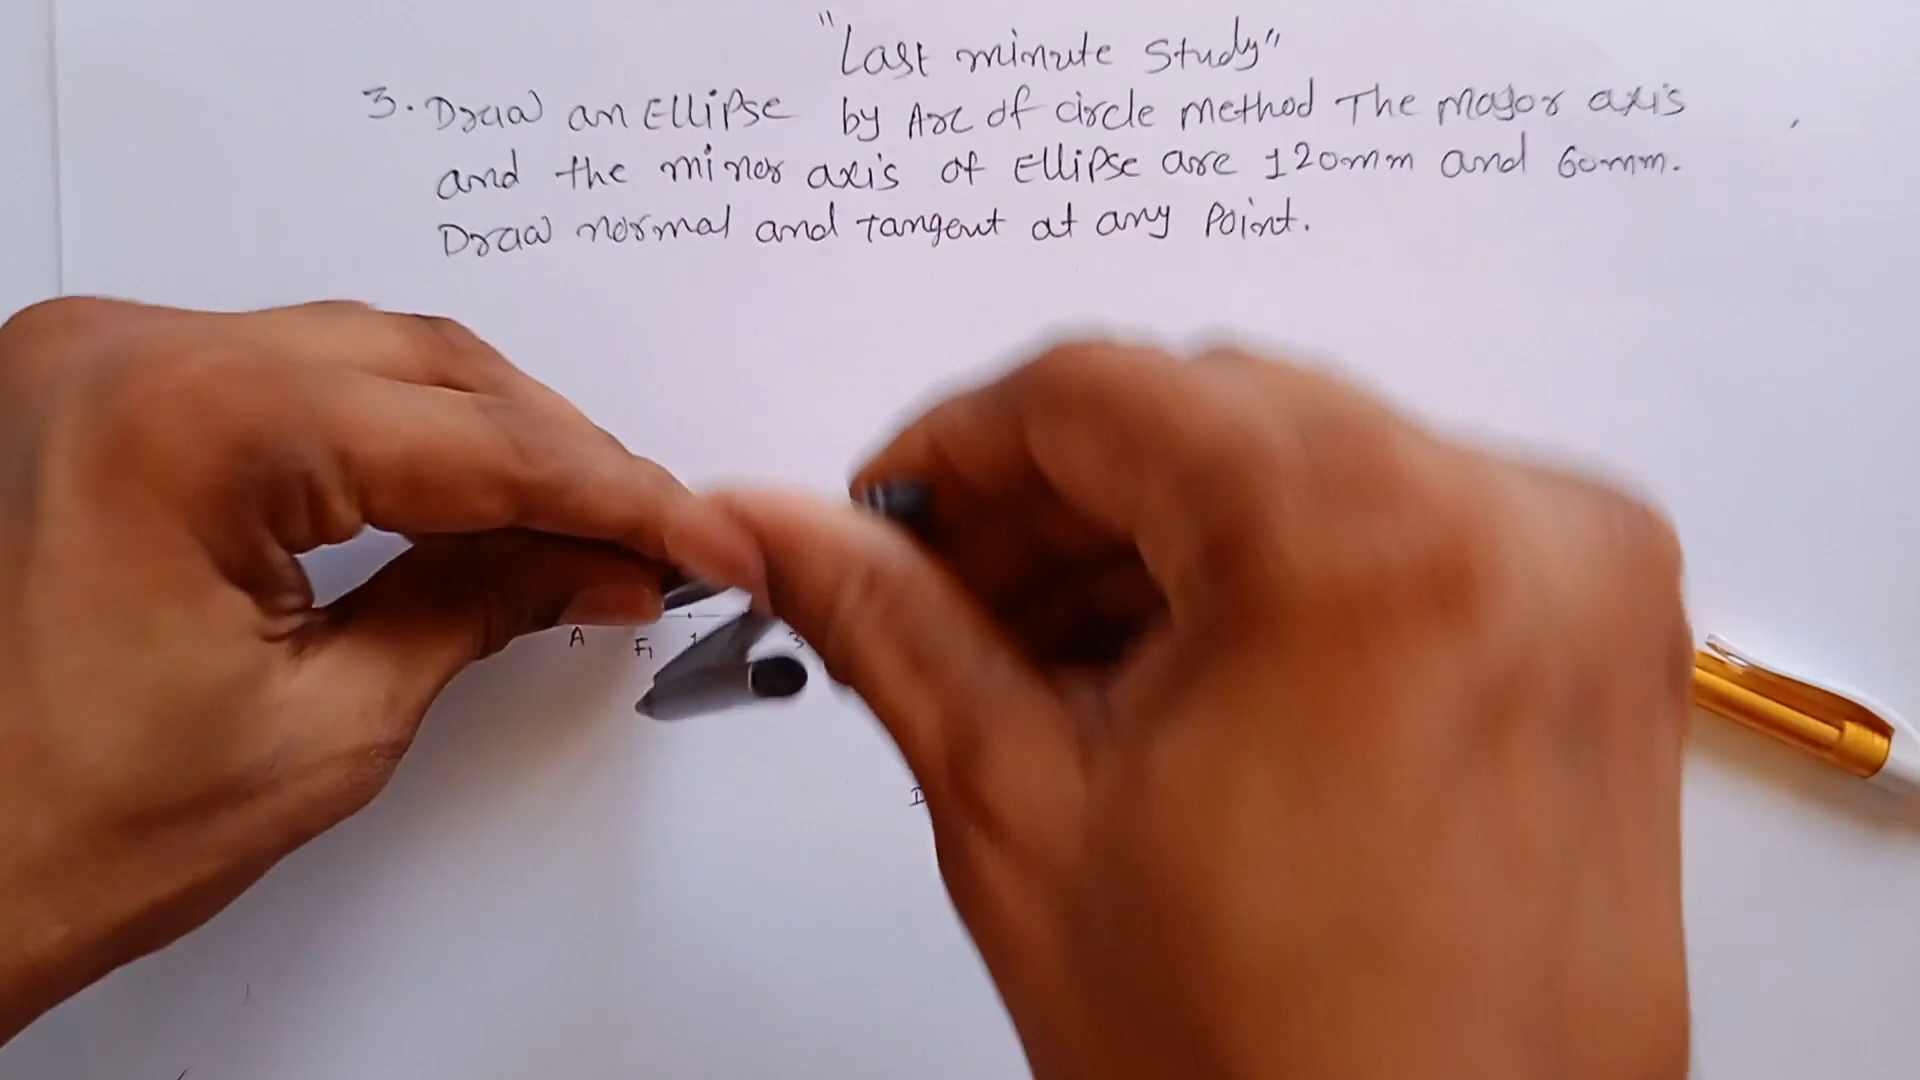 "Last minute Study"
3. Draw an Ellipse by Arc of circle method The major axis
and the minor axis of Ellipse are 120mm and 60mm.
Draw normal and tangent at any point.
A F₁ 1 3
D